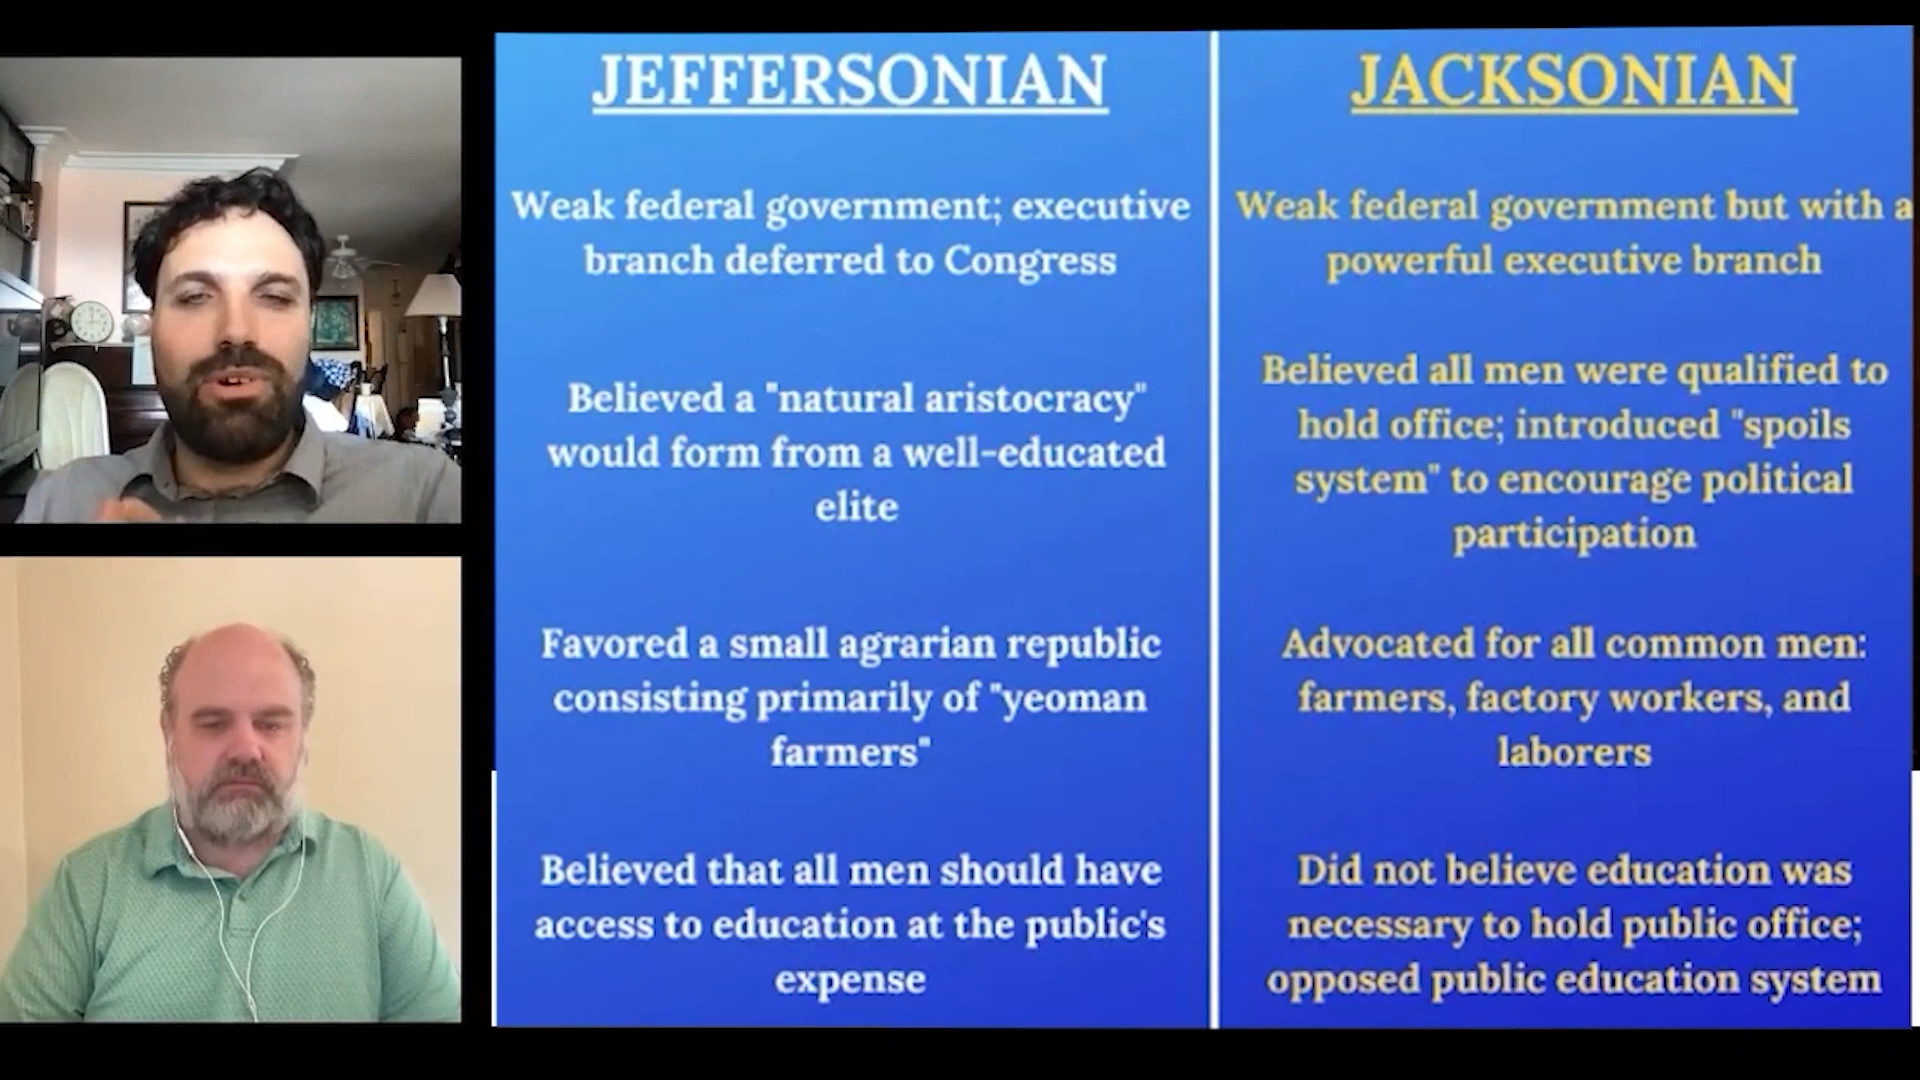 JEFFERSONIAN
Weak federal government; executive
branch deferred to Congress
Believed a "natural aristocracy"
would form from a well-educated
elite
Favored a small agrarian republic
consisting primarily of "yeoman
farmers"
Believed that all men should have
access to education at the public's
expense
JACKSONIAN
Weak federal government but with a
powerful executive branch
Believed all men were qualified to
hold office; introduced "spoils
system" to encourage political
participation
Advocated for all common men:
farmers, factory workers, and
laborers
Did not believe education was
necessary to hold public office;
opposed public education system